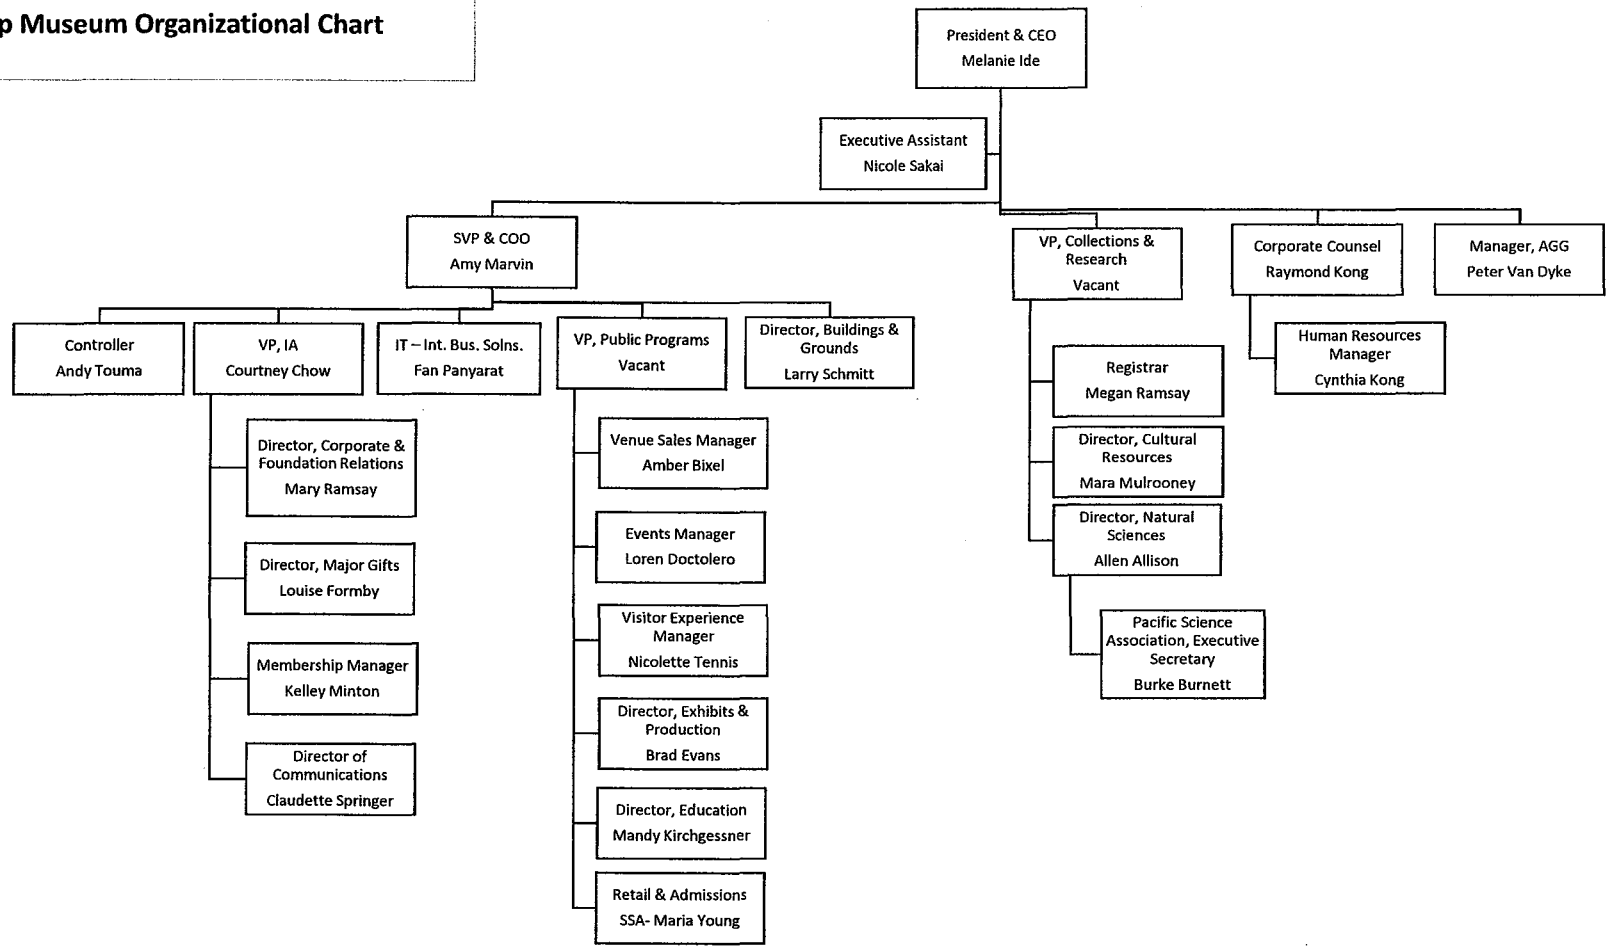 p Museum Organizational Chart
President & CEO
Melanie Ide
Executive Assistant
Nicole Sakai
SVP & COO
Amy Marvin
VP, Collections &
Research
Vacant
Corporate Counsel
Raymond Kong
Manager, AGG
Peter Van Dyke
Controller
Andy Touma
VP, IA
Courtney Chow
IT – Int. Bus. Solns.
Fan Panyarat
VP, Public Programs
Vacant
Director, Buildings &
Grounds
Larry Schmitt
Human Resources
Manager
Cynthia Kong
Registrar
Megan Ramsay
Director, Cultural
Resources
Mara Mulrooney
Director, Natural
Sciences
Allen Allison
Pacific Science
Association, Executive
Secretary
Burke Burnett
Director, Corporate &
Foundation Relations
Mary Ramsay
Director, Major Gifts
Louise Formby
Membership Manager
Kelley Minton
Director of
Communications
Claudette Springer
Venue Sales Manager
Amber Bixel
Events Manager
Loren Doctolero
Visitor Experience
Manager
Nicolette Tennis
Director, Exhibits &
Production
Brad Evans
Director, Education
Mandy Kirchgessner
Retail & Admissions
SSA- Maria Young